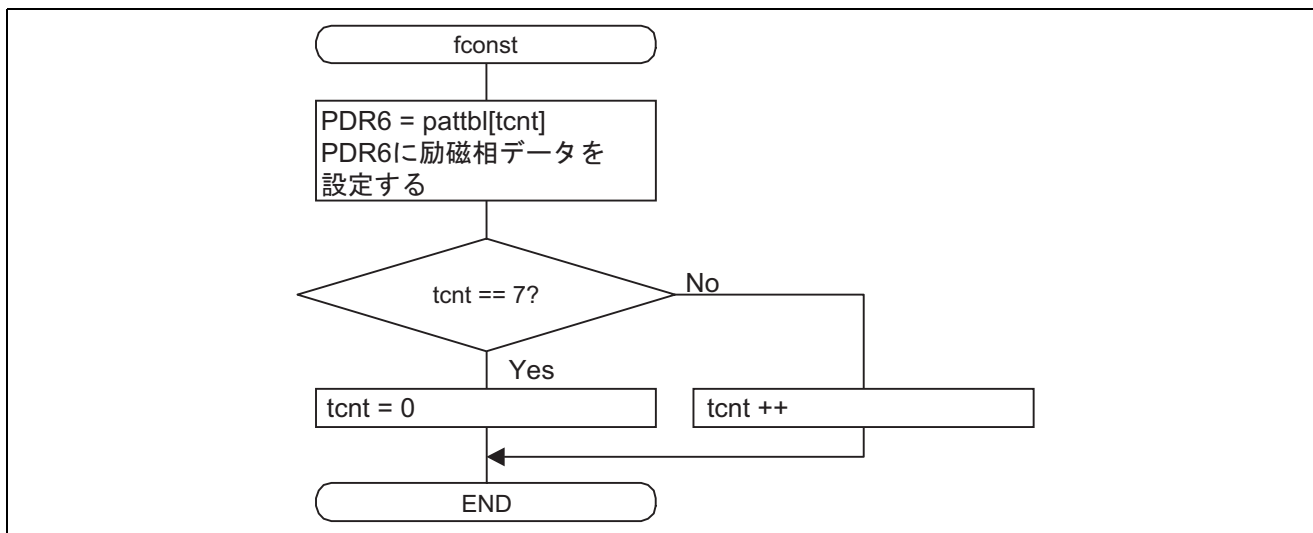 fconst
PDR6 = pattbl[tcnt]
PDR6に励磁相データを
設定する
tcnt == 7?
No
Yes
tcnt = 0
tcnt ++
END